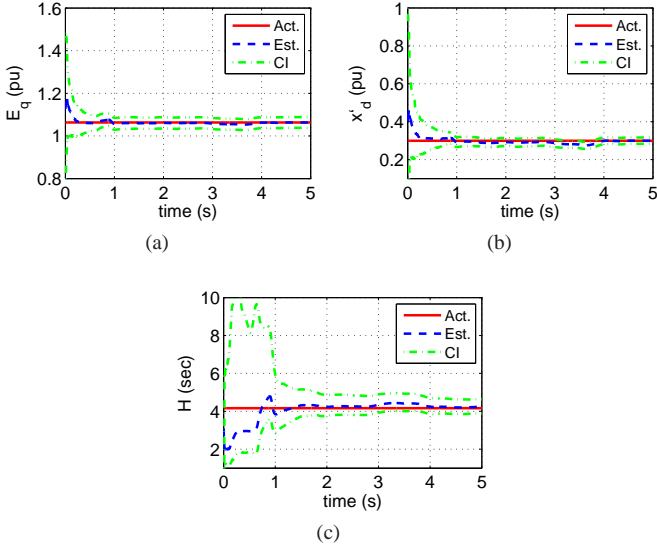 1.6
1.4
1.2
1
0.8
E_q (pu)
0 1 2 3 4 5
time (s)
Act.
Est.
CI
(a)
1
0.8
0.6
0.4
0.2
x'_d (pu)
0 1 2 3 4 5
time (s)
Act.
Est.
CI
(b)
10
8
6
4
2
H (sec)
0 1 2 3 4 5
time (s)
Act.
Est.
CI
(c)